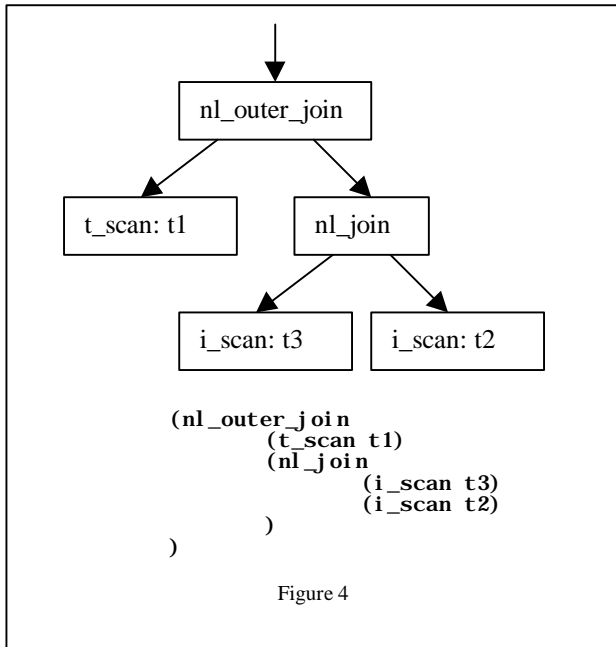 nl_outer_join
t_scan: t1
nl_join
i_scan: t3
i_scan: t2
(nl_outer_join
(t_scan t1)
(nl_join
(i_scan t3)
(i_scan t2)
)
)
Figure 4